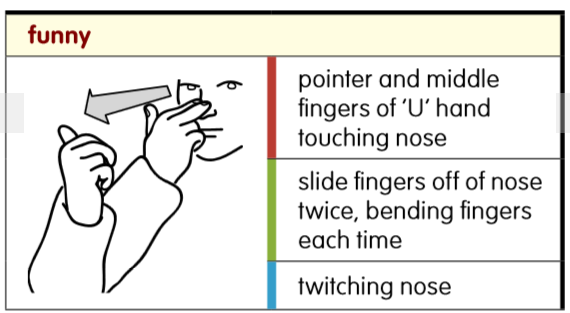 funny
pointer and middle
fingers of ‘U’ hand
touching nose
slide fingers off of nose
twice, bending fingers
each time
twitching nose